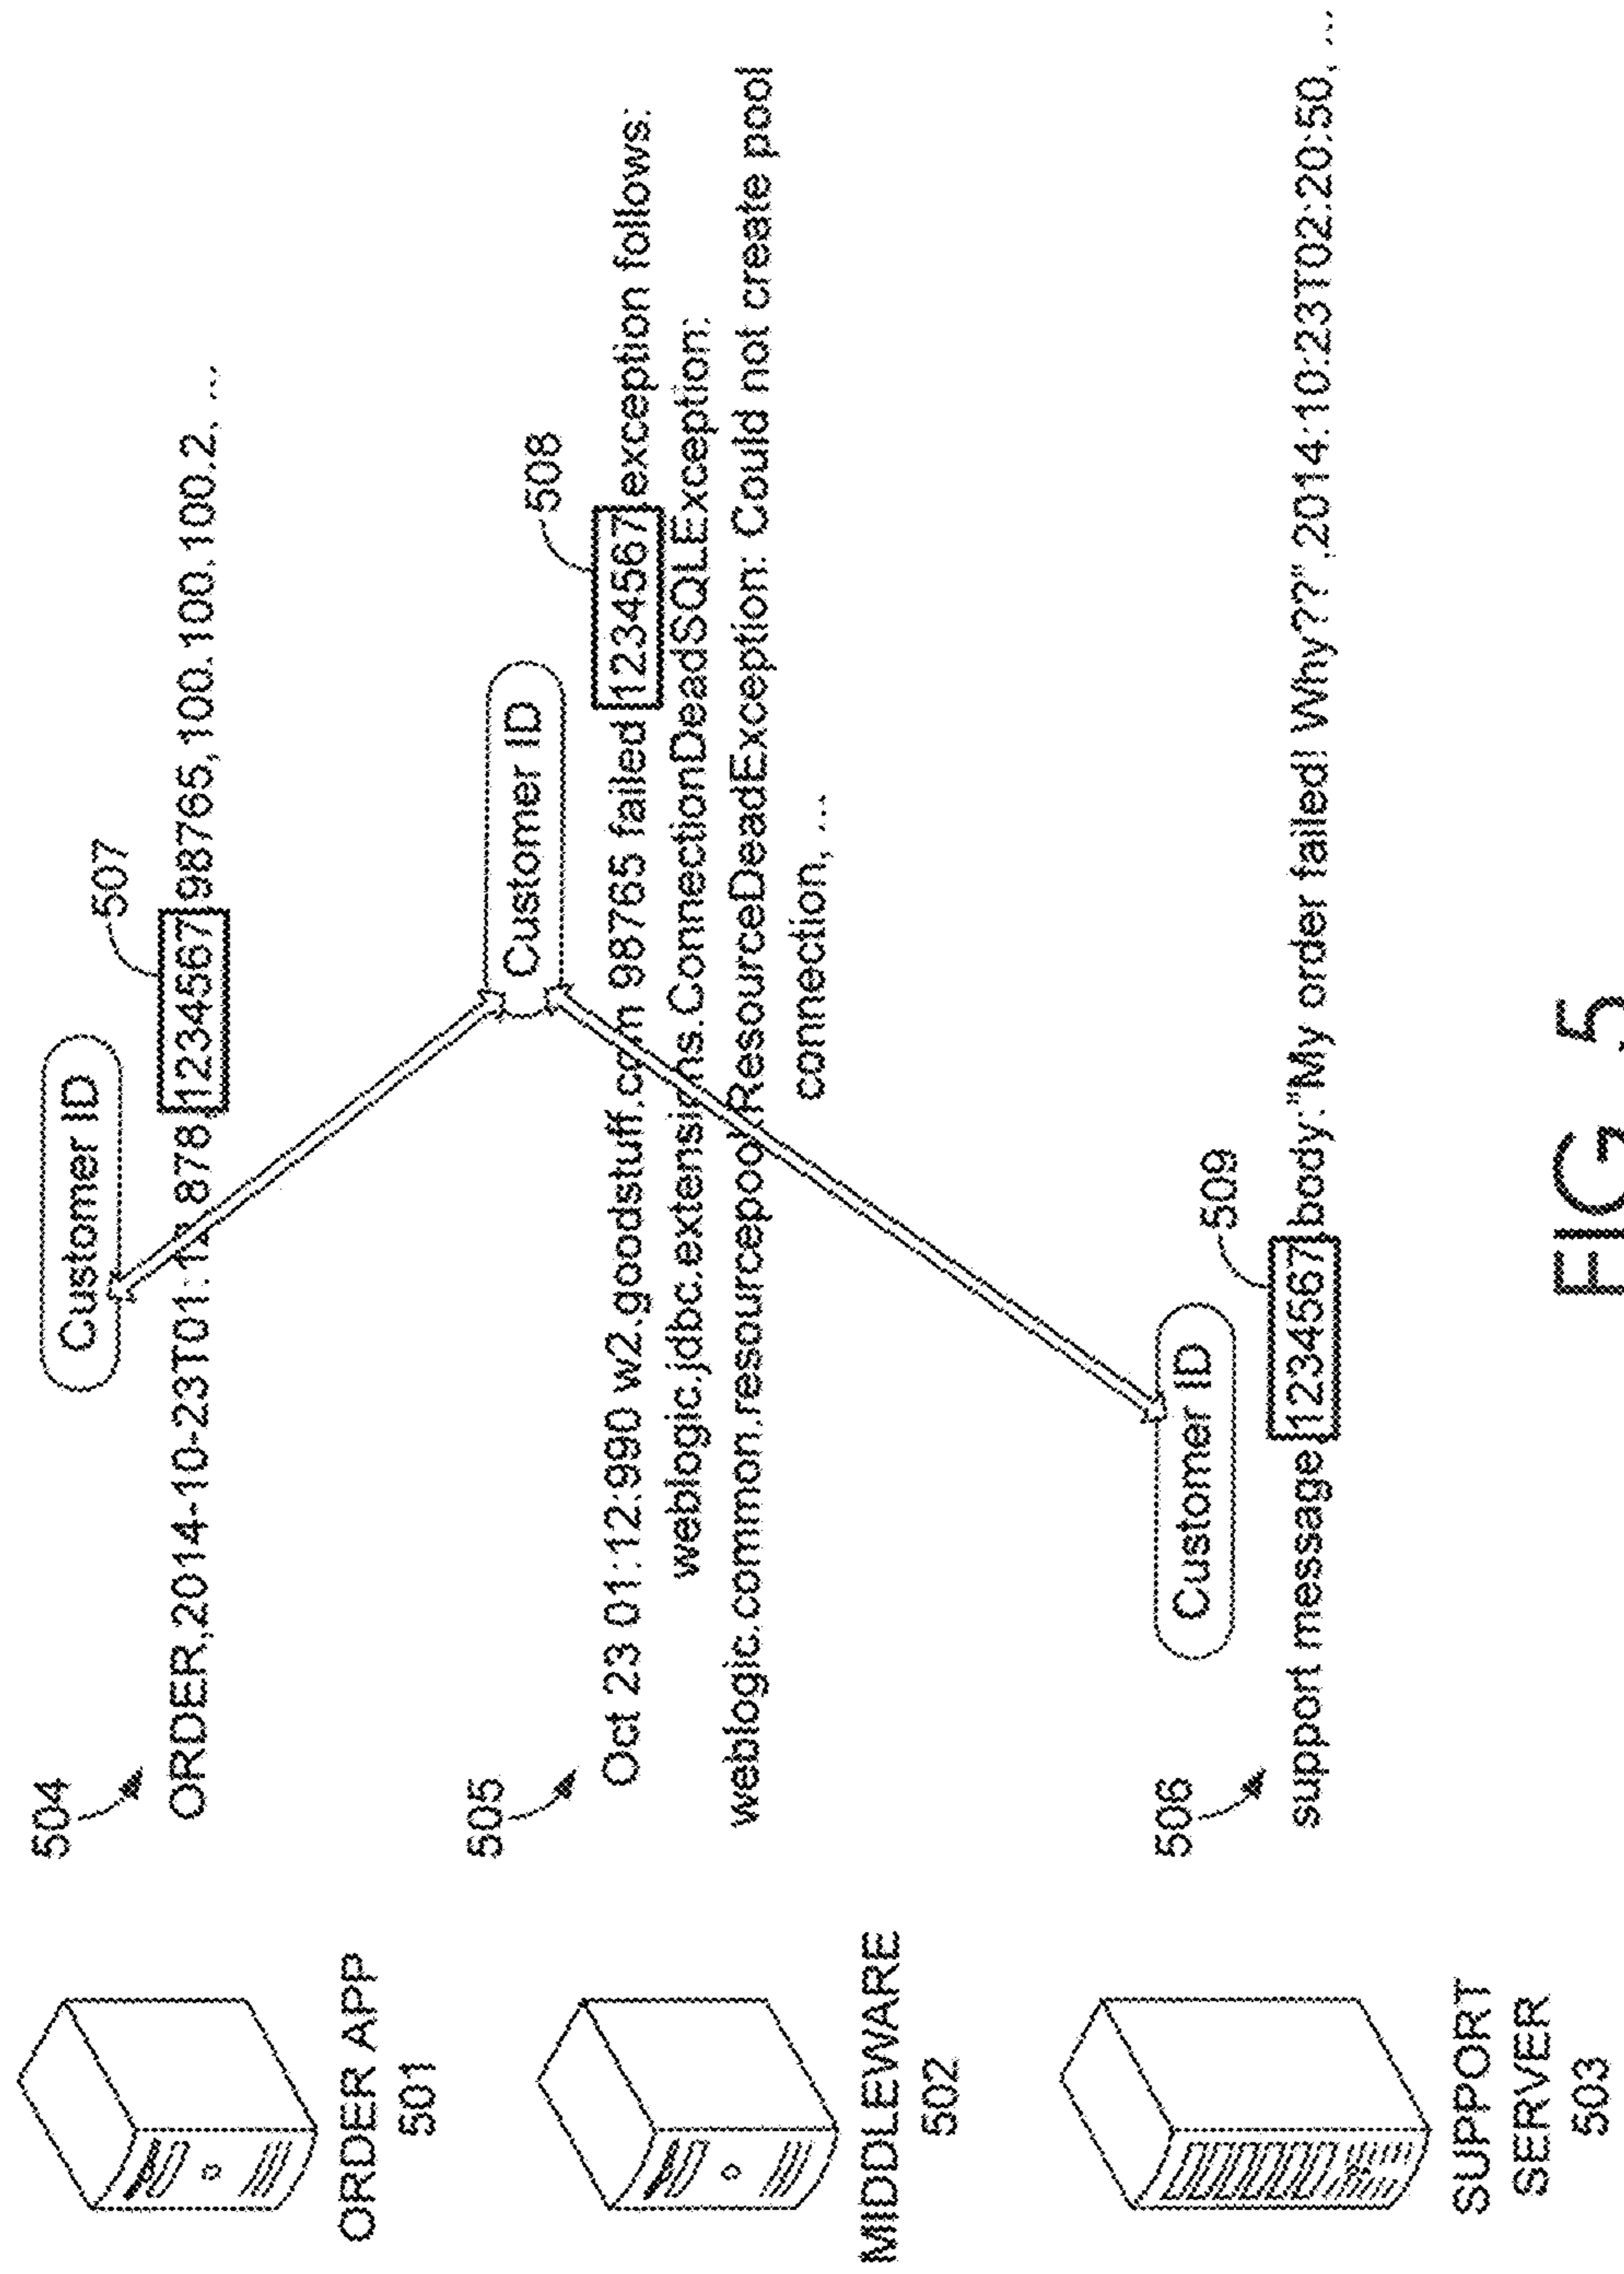 504
Customer ID
507
ORDER,2014-10-23T01:12.878,1234567,98765,100.100.100.2, ...
ORDER APP
501
505
Customer ID
508
Oct 23 01:12:990 w2.goodstuff.com 98765 failed 1234567 exception follows:
weblogic.jdbc.extensions.ConnectionDeadSQLException:
weblogic.common.resourcepool.ResourceDeadException: Could not create pool
connection, ...
MIDDLEWARE
502
506
Customer ID
509
support message 1234567 body:"My order failed! Why??",2014:10:23T02:20:50, ...
SUPPORT
SERVER
503
FIG. 5